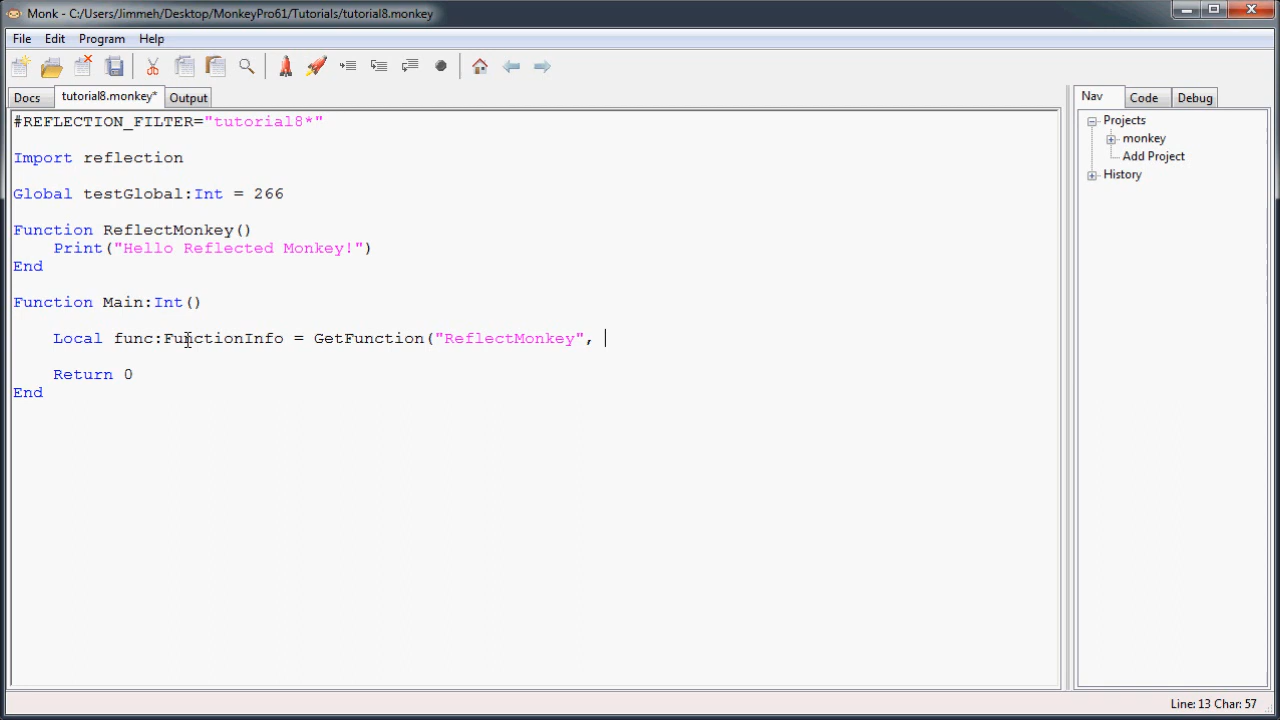 Monk - C:/Users/Jimmeh/Desktop/MonkeyPro61/Tutorials/tutorial8.monkey
File Edit Program Help
Docs tutorial8.monkey* Output
Nav Code Debug
#REFLECTION_FILTER="tutorial8*"
Import reflection
Global testGlobal:Int = 266
Function ReflectMonkey()
    Print("Hello Reflected Monkey!")
End
Function Main:Int()
    Local func:FunctionInfo = GetFunction("ReflectMonkey",
    Return 0
End
Projects
monkey
Add Project
History
Line: 13 Char: 57